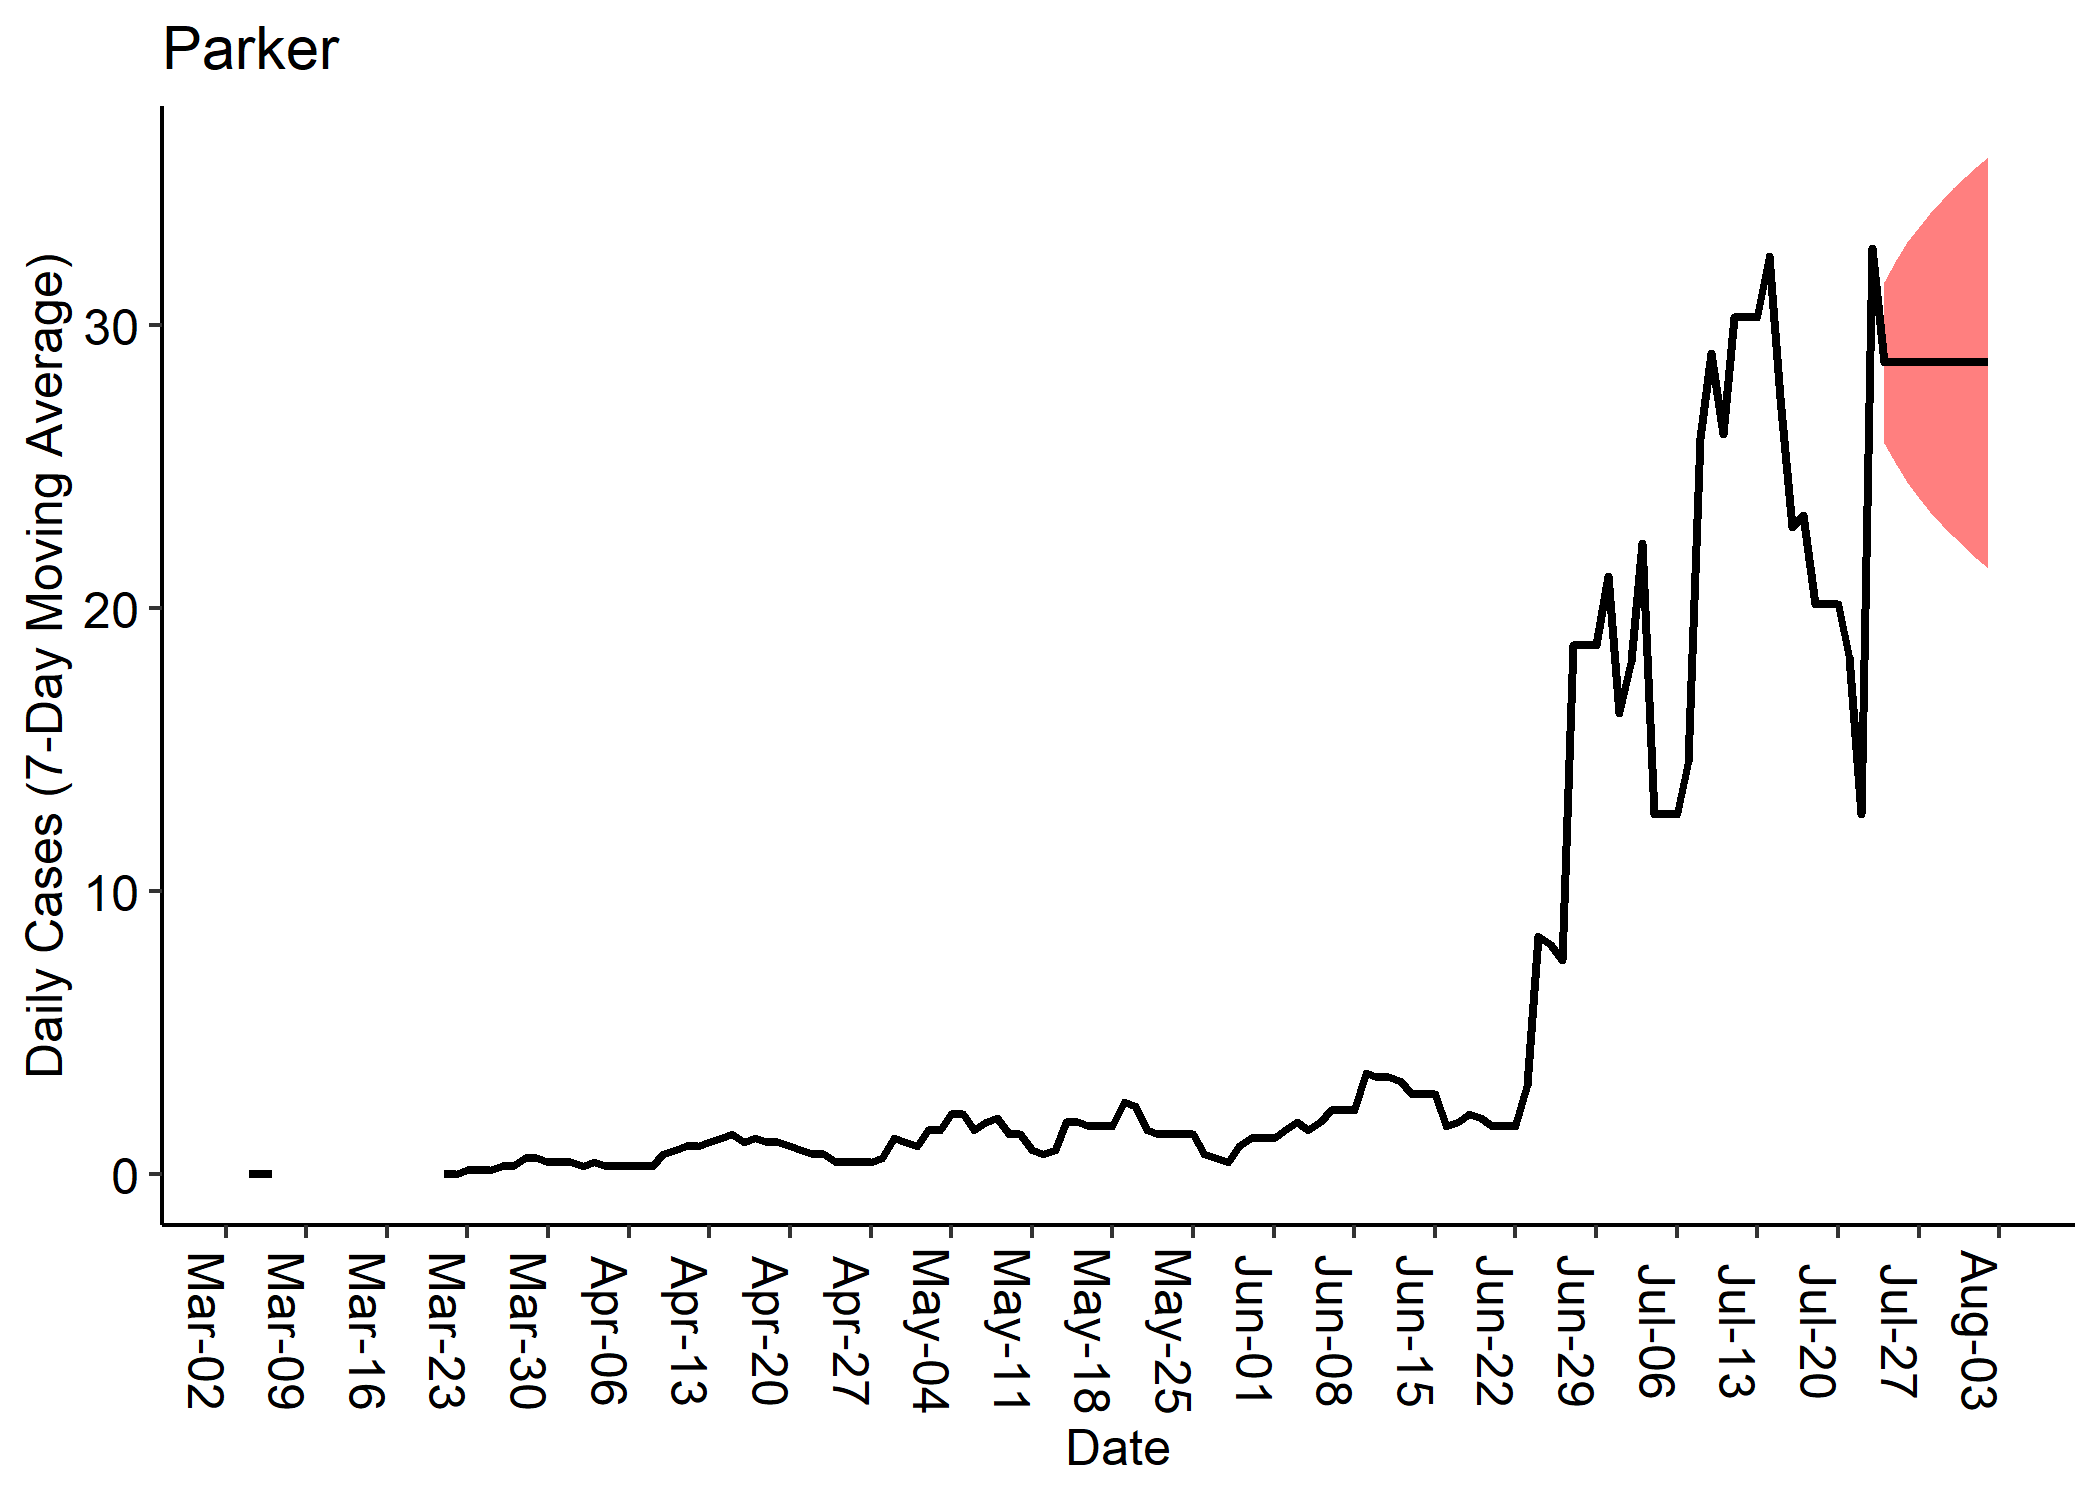 Parker
Daily Cases (7-Day Moving Average)
30
20
10
0
Mar-02
Mar-09
Mar-16
Mar-23
Mar-30
Apr-06
Apr-13
Apr-20
Apr-27
May-04
May-11
May-18
May-25
Jun-01
Jun-08
Jun-15
Jun-22
Jun-29
Jul-06
Jul-13
Jul-20
Jul-27
Aug-03
Date